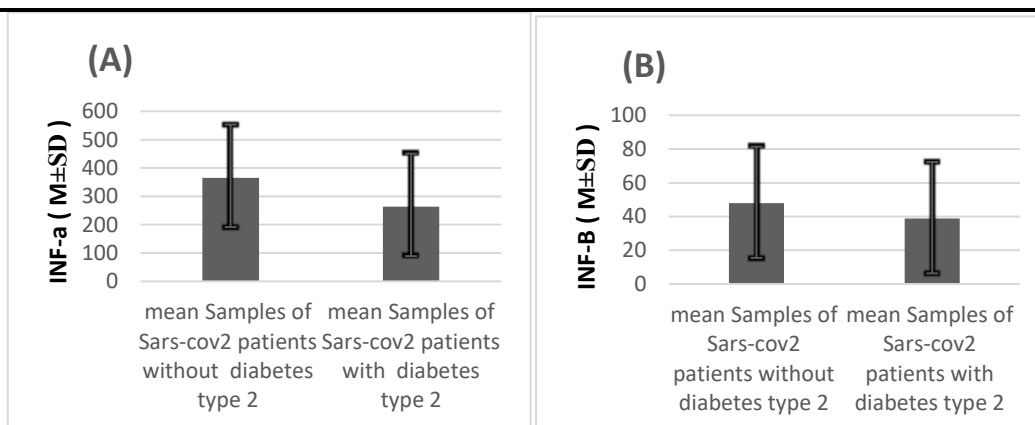 (A)
INF-a ( M±SD )
600
500
400
300
200
100
0
mean Samples of
Sars-cov2 patients
without diabetes
type 2
mean Samples of
Sars-cov2 patients
with diabetes
type 2
(B)
INF-B ( M±SD )
100
80
60
40
20
0
mean Samples of
Sars-cov2
patients without
diabetes type 2
mean Samples of
Sars-cov2
patients with
diabetes type 2